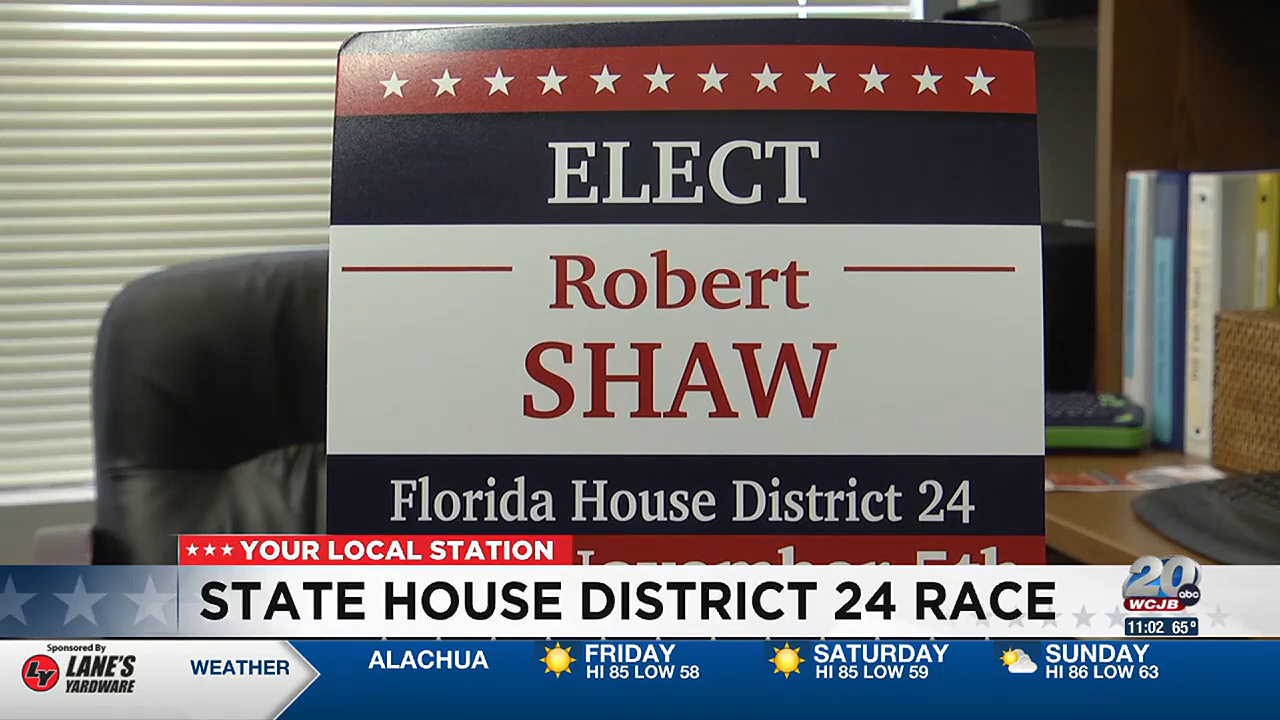 ELECT
Robert
SHAW
Florida House District 24
November 5th
YOUR LOCAL STATION
STATE HOUSE DISTRICT 24 RACE
20
abc
WCJB
11:02 65°
Sponsored By
LY LANE'S
YARDWARE
WEATHER
ALACHUA
FRIDAY
HI 85 LOW 58
SATURDAY
HI 85 LOW 59
SUNDAY
HI 86 LOW 63